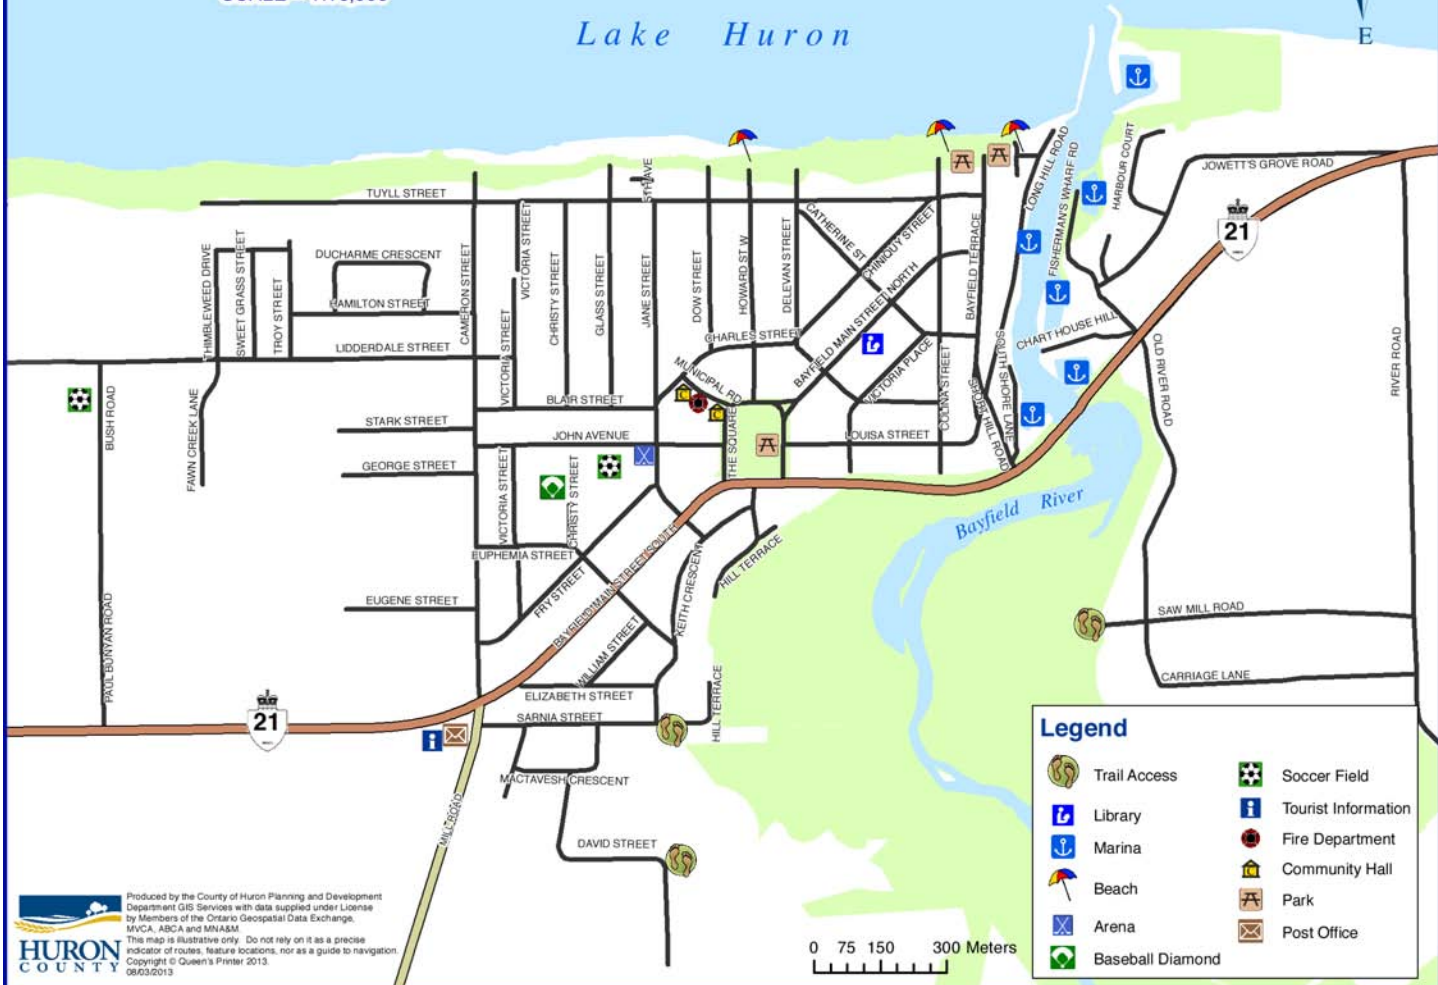 Lake Huron
E
TUYLL STREET
5TH AVE
CATHERINE ST
CHINIQUY STREET
LONG HILL ROAD
FISHERMAN'S WHARF RD
HARBOUR COURT
JOWETT'S GROVE ROAD
21
THIMBLEWEED DRIVE
SWEET GRASS STREET
TROY STREET
DUCHARME CRESCENT
HAMILTON STREET
CAMERON STREET
VICTORIA STREET
CHRISTY STREET
GLASS STREET
JANE STREET
DOW STREET
HOWARD ST W
DELEVAN STREET
BAYFIELD MAIN STREET NORTH
BAYFIELD TERRACE
CHARLES STREET
LIDDERDALE STREET
VICTORIA STREET
MUNICIPAL RD
VICTORIA PLACE
COLINA STREET
SOUTH SHORE LANE
SHORT HILL ROAD
CHART HOUSE HILL
OLD RIVER ROAD
RIVER ROAD
BUSH ROAD
FAWN CREEK LANE
BLAIR STREET
STARK STREET
JOHN AVENUE
THE SQUARE
LOUISA STREET
GEORGE STREET
VICTORIA STREET
CHRISTY STREET
Bayfield River
EUPHEMIA STREET
FRY STREET
BAYFIELD MAIN STREET SOUTH
KEITH CRESCENT
HILL TERRACE
EUGENE STREET
SAW MILL ROAD
PAUL BUNYAN ROAD
WILLIAM STREET
ELIZABETH STREET
HILL TERRACE
CARRIAGE LANE
21
SARNIA STREET
MACTAVESH CRESCENT
MILL ROAD
DAVID STREET
Legend
Trail Access
Library
Marina
Beach
Arena
Baseball Diamond
Soccer Field
Tourist Information
Fire Department
Community Hall
Park
Post Office
0 75 150 300 Meters
HURON
COUNTY
Produced by the County of Huron Planning and Development
Department GIS Services with data supplied under License
by Members of the Ontario Geospatial Data Exchange,
MVCA, ABCA and MNA&M.
This map is illustrative only. Do not rely on it as a precise
indicator of routes, feature locations, nor as a guide to navigation.
Copyright © Queen's Printer 2013.
08/03/2013